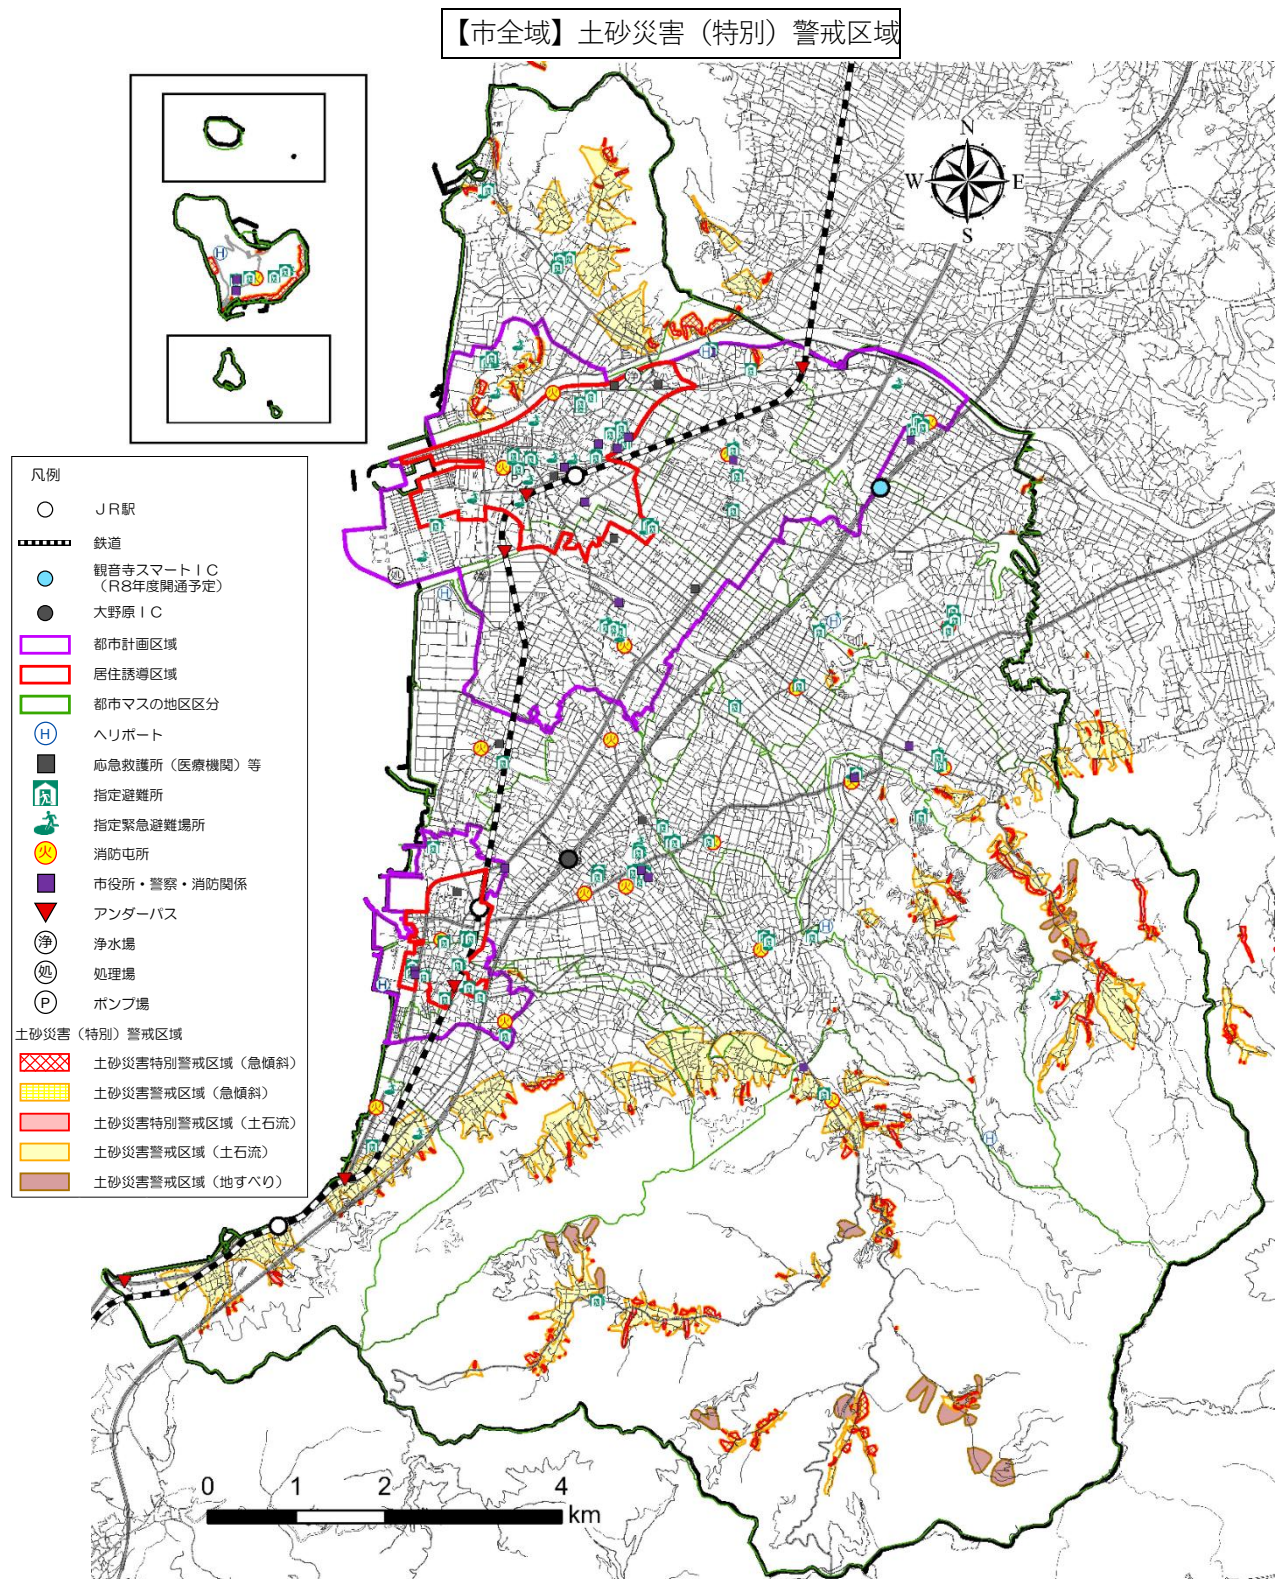 【市全域】土砂災害（特別）警戒区域
N
W E
S
凡例
ＪＲ駅
鉄道
観音寺スマートＩＣ
（R8年度開通予定）
大野原ＩＣ
都市計画区域
居住誘導区域
都市マスの地区区分
H ヘリポート
応急救護所（医療機関）等
指定避難所
指定緊急避難場所
火 消防屯所
市役所・警察・消防関係
アンダーパス
浄 浄水場
処 処理場
P ポンプ場
土砂災害（特別）警戒区域
土砂災害特別警戒区域（急傾斜）
土砂災害警戒区域（急傾斜）
土砂災害特別警戒区域（土石流）
土砂災害警戒区域（土石流）
土砂災害警戒区域（地すべり）
0 1 2 4
km